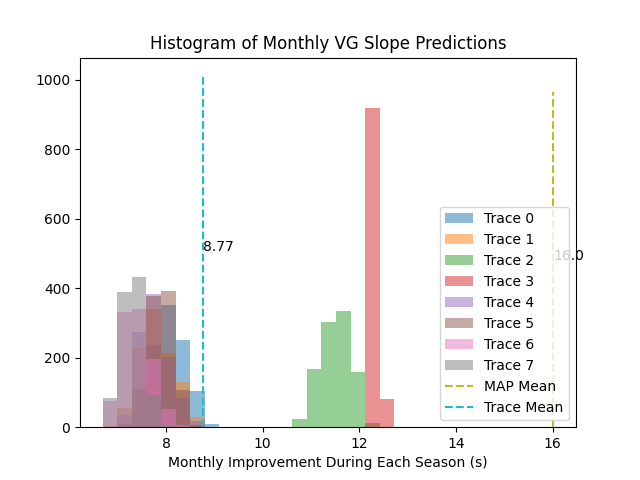 Histogram of Monthly VG Slope Predictions
1000
800
600
400
200
0
8.77
16.0
Trace 0
Trace 1
Trace 2
Trace 3
Trace 4
Trace 5
Trace 6
Trace 7
MAP Mean
Trace Mean
8 10 12 14 16
Monthly Improvement During Each Season (s)